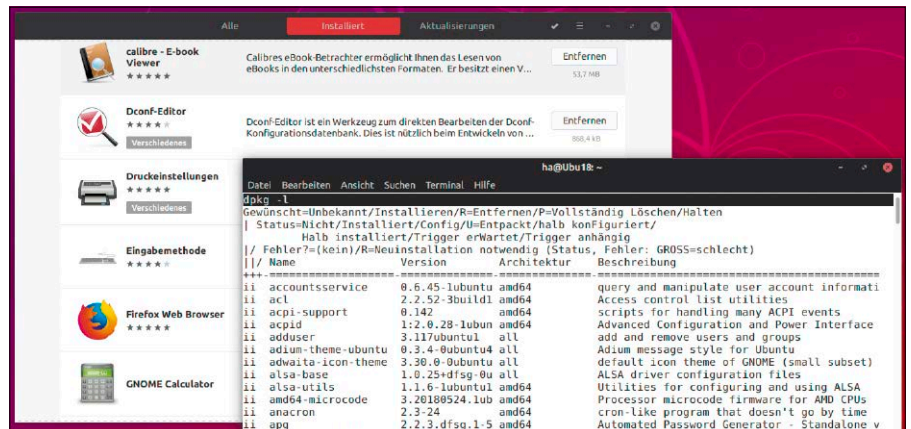 Alle Installiert Aktualisierungen
calibre - E-book
Viewer
Calibres eBook-Betrachter ermöglicht Ihnen das Lesen von
eBooks in den unterschiedlichsten Formaten. Er besitzt einen V...
Entfernen
53,7 MB
Dconf-Editor
Verschiedenes
Dconf-Editor ist ein Werkzeug zum direkten Bearbeiten der Dconf-
Konfigurationsdatenbank. Dies ist nützlich beim Entwickeln von ...
Entfernen
868,4 kB
Druckeinstellungen
Verschiedenes
Eingabemethode
Firefox Web Browser
GNOME Calculator
ha@Ubu18: ~
Datei Bearbeiten Ansicht Suchen Terminal Hilfe
dpkg -l
Gewünscht=Unbekannt/Installieren/R=Entfernen/P=Vollständig Löschen/Halten
| Status=Nicht/Installiert/Config/U=Entpackt/halb konFiguriert/
Halb installiert/Trigger erWartet/Trigger anhängig
|/ Fehler?=(kein)/R=Neuinstallation notwendig (Status, Fehler: GROSS=schlecht)
||/ Name Version Architektur Beschreibung
+++-====================-==============-==============-==========================================
ii accountsservice 0.6.45-1ubuntu amd64 query and manipulate user account informati
ii acl 2.2.52-3build1 amd64 Access control list utilities
ii acpi-support 0.142 amd64 scripts for handling many ACPI events
ii acpid 1:2.0.28-1ubun amd64 Advanced Configuration and Power Interface
ii adduser 3.117ubuntu1 all add and remove users and groups
ii adium-theme-ubuntu 0.3.4-0ubuntu4 all Adium message style for Ubuntu
ii adwaita-icon-theme 3.30.0-0ubuntu all default icon theme of GNOME (small subset)
ii alsa-base 1.0.25+dfsg-0u all ALSA driver configuration files
ii alsa-utils 1.1.6-1ubuntu1 amd64 Utilities for configuring and using ALSA
ii amd64-microcode 3.20180524.1ub amd64 Processor microcode firmware for AMD CPUs
ii anacron 2.3-24 amd64 cron-like program that doesn't go by time
ii apg 2.2.3.dfsg.1-5 amd64 Automated Password Generator - Standalone v